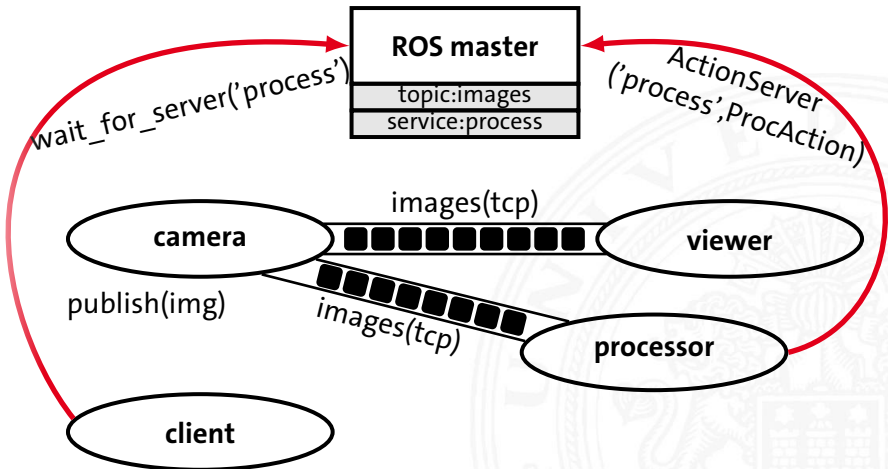 ROS master
topic:images
service:process
wait_for_server('process')
ActionServer
('process',ProcAction)
images(tcp)
camera
viewer
publish(img)
images(tcp)
processor
client